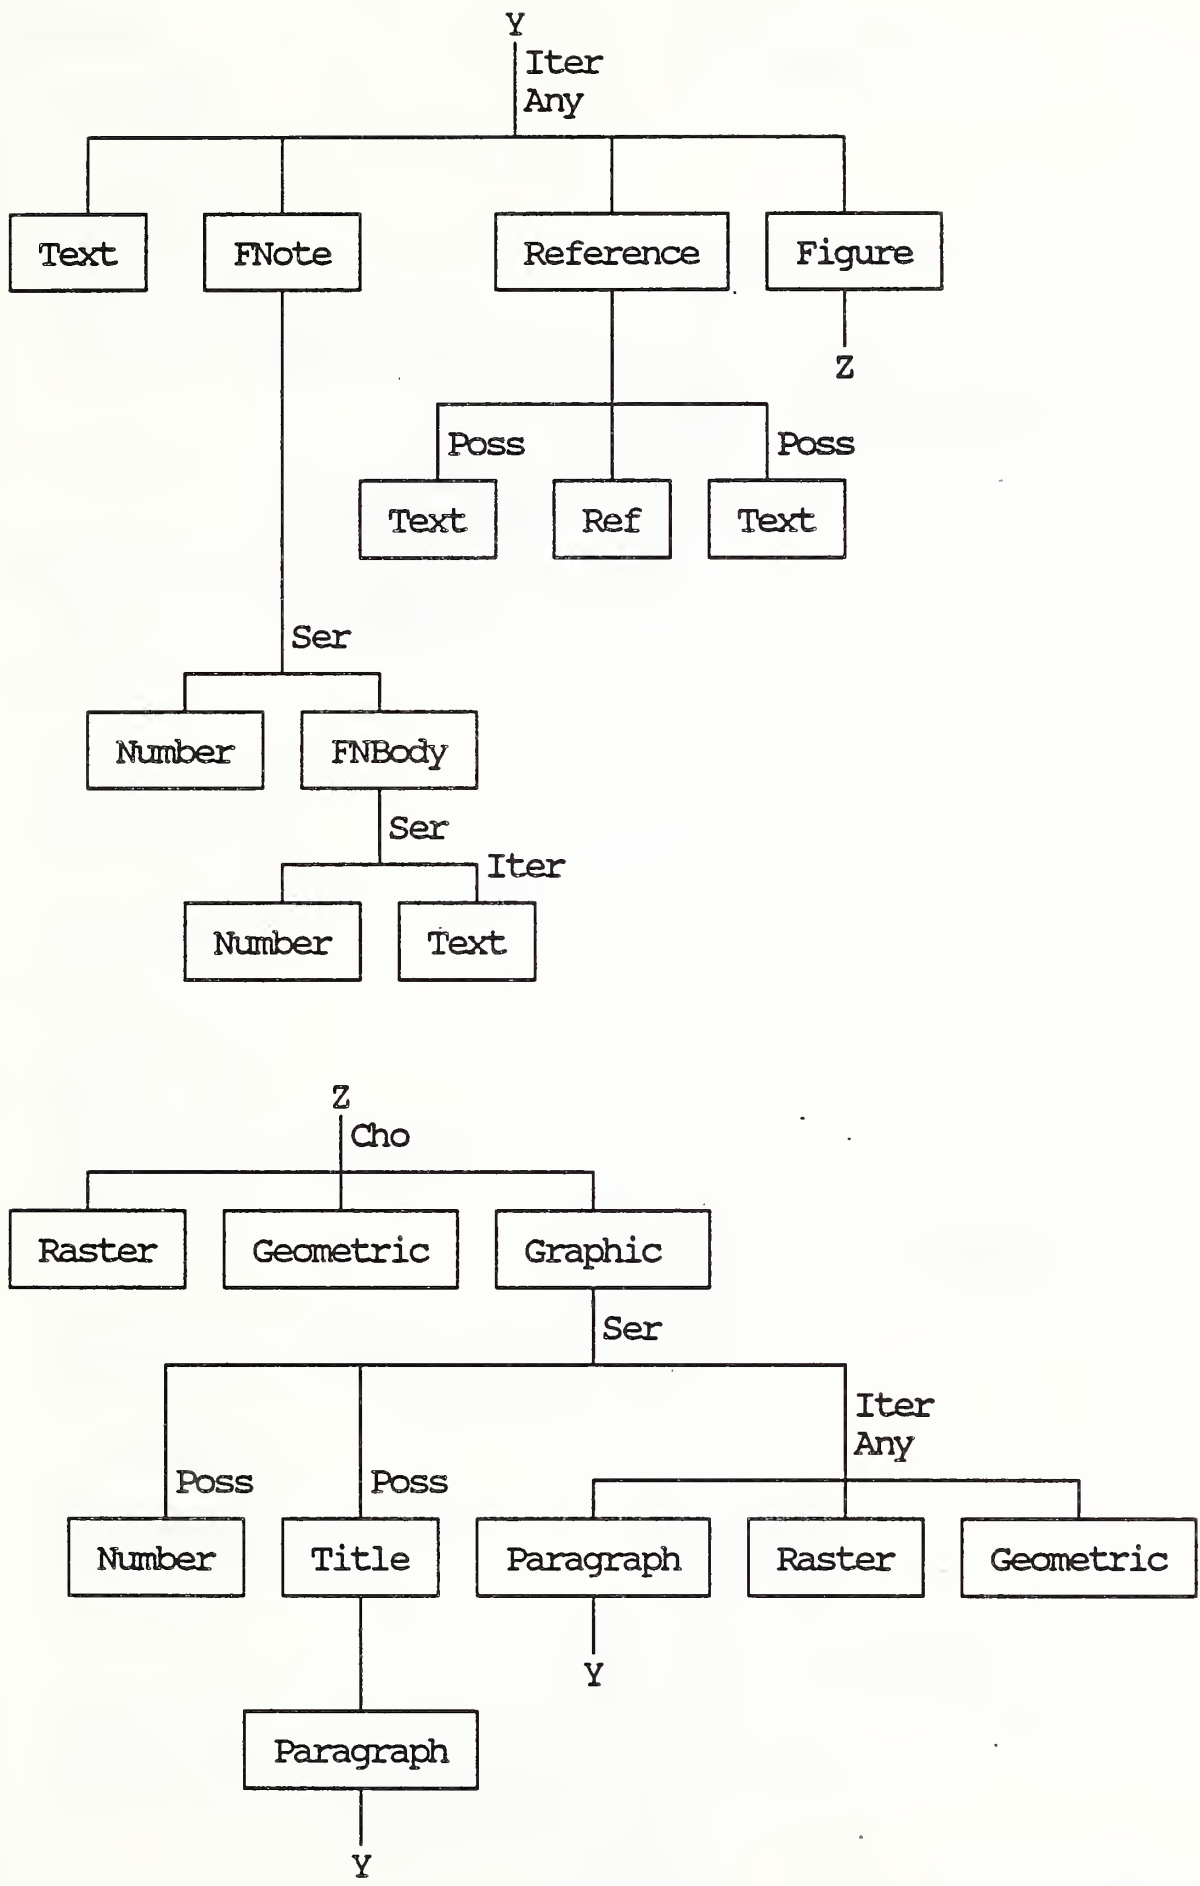 Y
Iter
Any
Text FNote Reference Figure
Z
Poss Poss
Text Ref Text
Ser
Number FNBody
Ser
Iter
Number Text
Z
Cho
Raster Geometric Graphic
Ser
Iter
Any
Poss Poss
Number Title Paragraph Raster Geometric
Y
Paragraph
Y